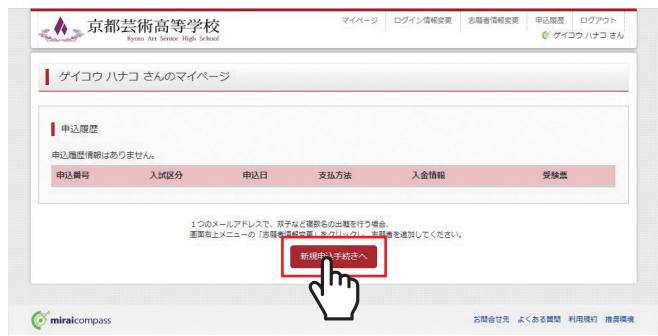 京都芸術高等学校
Kyoto Art Senior High School
マイページ ログイン情報変更 志願者情報変更 申込履歴 ログアウト
ゲイコウ ハナコ さん
ゲイコウ ハナコ さんのマイページ
申込履歴
申込履歴情報はありません。
申込番号 入試区分 申込日 支払方法 入金情報 受験票
1つのメールアドレスで、双子など複数名の出願を行う場合、
画面右上メニューの「志願者情報変更」をクリックし、志願者を追加してください。
新規申込手続きへ
miraicompass
お問合せ先 よくある質問 利用規約 推奨環境